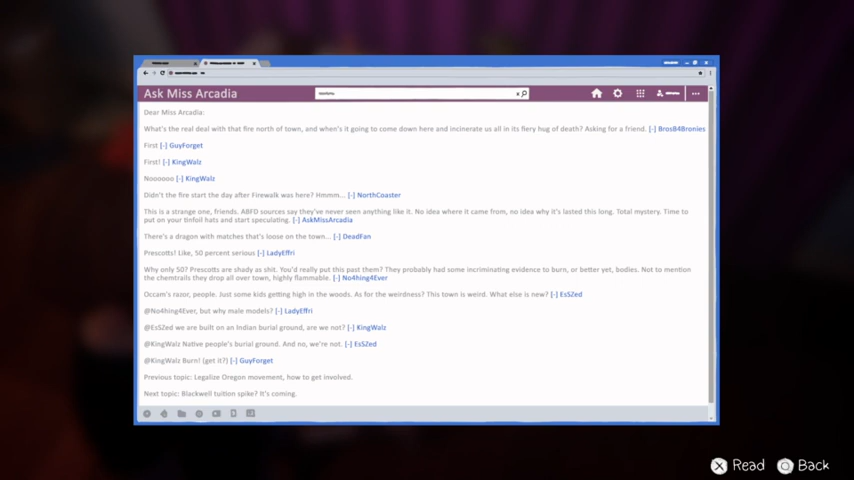 Ask Miss Arcadia
Dear Miss Arcadia:
What's the real deal with that fire north of town, and when's it going to come down here and incinerate us all in its fiery hug of death? Asking for a friend. [-] BrosB4Bronies
First [-] GuyForget
First! [-] KingWalz
Noooooo [-] KingWalz
Didn't the fire start the day after Firewalk was here? Hmmm... [-] NorthCoaster
This is a strange one, friends. ABFD sources say they've never seen anything like it. No idea where it came from, no idea why it's lasted this long. Total mystery. Time to
put on your tinfoil hats and start speculating. [-] AskMissArcadia
There's a dragon with matches that's loose on the town... [-] DeadFan
Prescotts! Like, 50 percent serious [-] LadyEffri
Why only 50? Prescotts are shady as shit. You'd really put this past them? They probably had some incriminating evidence to burn, or better yet, bodies. Not to mention
the chemtrails they drop all over town, highly flammable. [-] No4hing4Ever
Occam's razor, people. Just some kids getting high in the woods. As for the weirdness? This town is weird. What else is new? [-] EsSZed
@No4hing4Ever, but why male models? [-] LadyEffri
@EsSZed we are built on an Indian burial ground, are we not? [-] KingWalz
@KingWalz Native people's burial ground. And no, we're not. [-] EsSZed
@KingWalz Burn! (get it?) [-] GuyForget
Previous topic: Legalize Oregon movement, how to get involved.
Next topic: Blackwell tuition spike? It's coming.
Read
Back